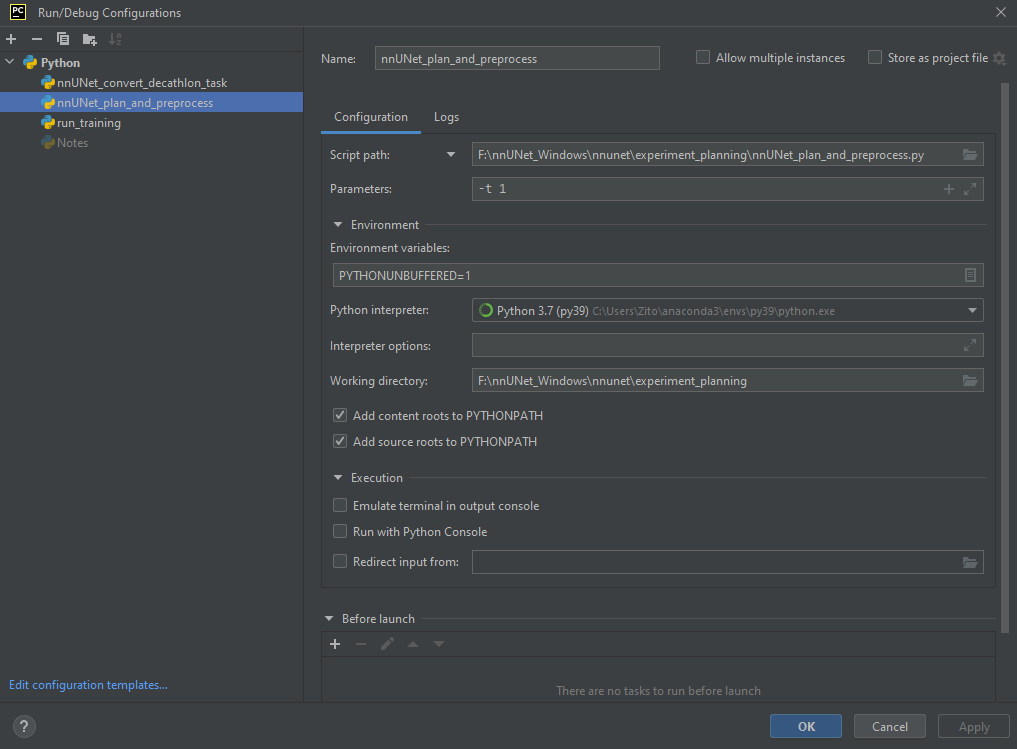 PC
Run/Debug Configurations
Python
nnUNet_convert_decathlon_task
nnUNet_plan_and_preprocess
run_training
Notes
Edit configuration templates...
?
Name: nnUNet_plan_and_preprocess Allow multiple instances Store as project file
Configuration Logs
Script path: F:\nnUNet_Windows\nnunet\experiment_planning\nnUNet_plan_and_preprocess.py
Parameters: -t 1
Environment
Environment variables:
PYTHONUNBUFFERED=1
Python interpreter: Python 3.7 (py39) C:\Users\Zito\anaconda3\envs\py39\python.exe
Interpreter options:
Working directory: F:\nnUNet_Windows\nnunet\experiment_planning
Add content roots to PYTHONPATH
Add source roots to PYTHONPATH
Execution
Emulate terminal in output console
Run with Python Console
Redirect input from:
Before launch
There are no tasks to run before launch
OK Cancel Apply